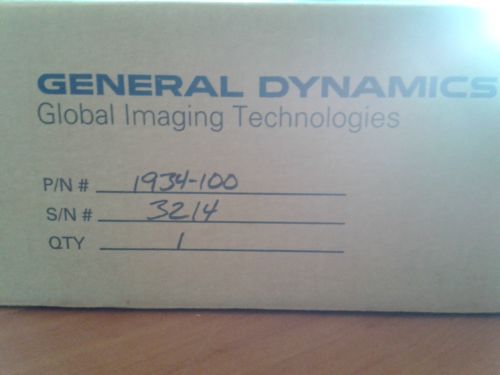 GENERAL DYNAMICS
Global Imaging Technologies
P/N # 1934-100
S/N # 3214
QTY 1